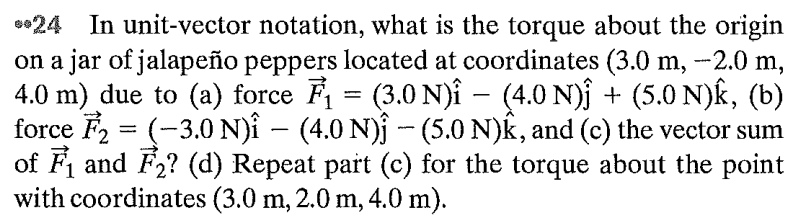 ••24 In unit-vector notation, what is the torque about the origin
on a jar of jalapeño peppers located at coordinates (3.0 m, −2.0 m,
4.0 m) due to (a) force F⃗₁ = (3.0 N)î − (4.0 N)ĵ + (5.0 N)k̂, (b)
force F⃗₂ = (−3.0 N)î − (4.0 N)ĵ − (5.0 N)k̂, and (c) the vector sum
of F⃗₁ and F⃗₂? (d) Repeat part (c) for the torque about the point
with coordinates (3.0 m, 2.0 m, 4.0 m).